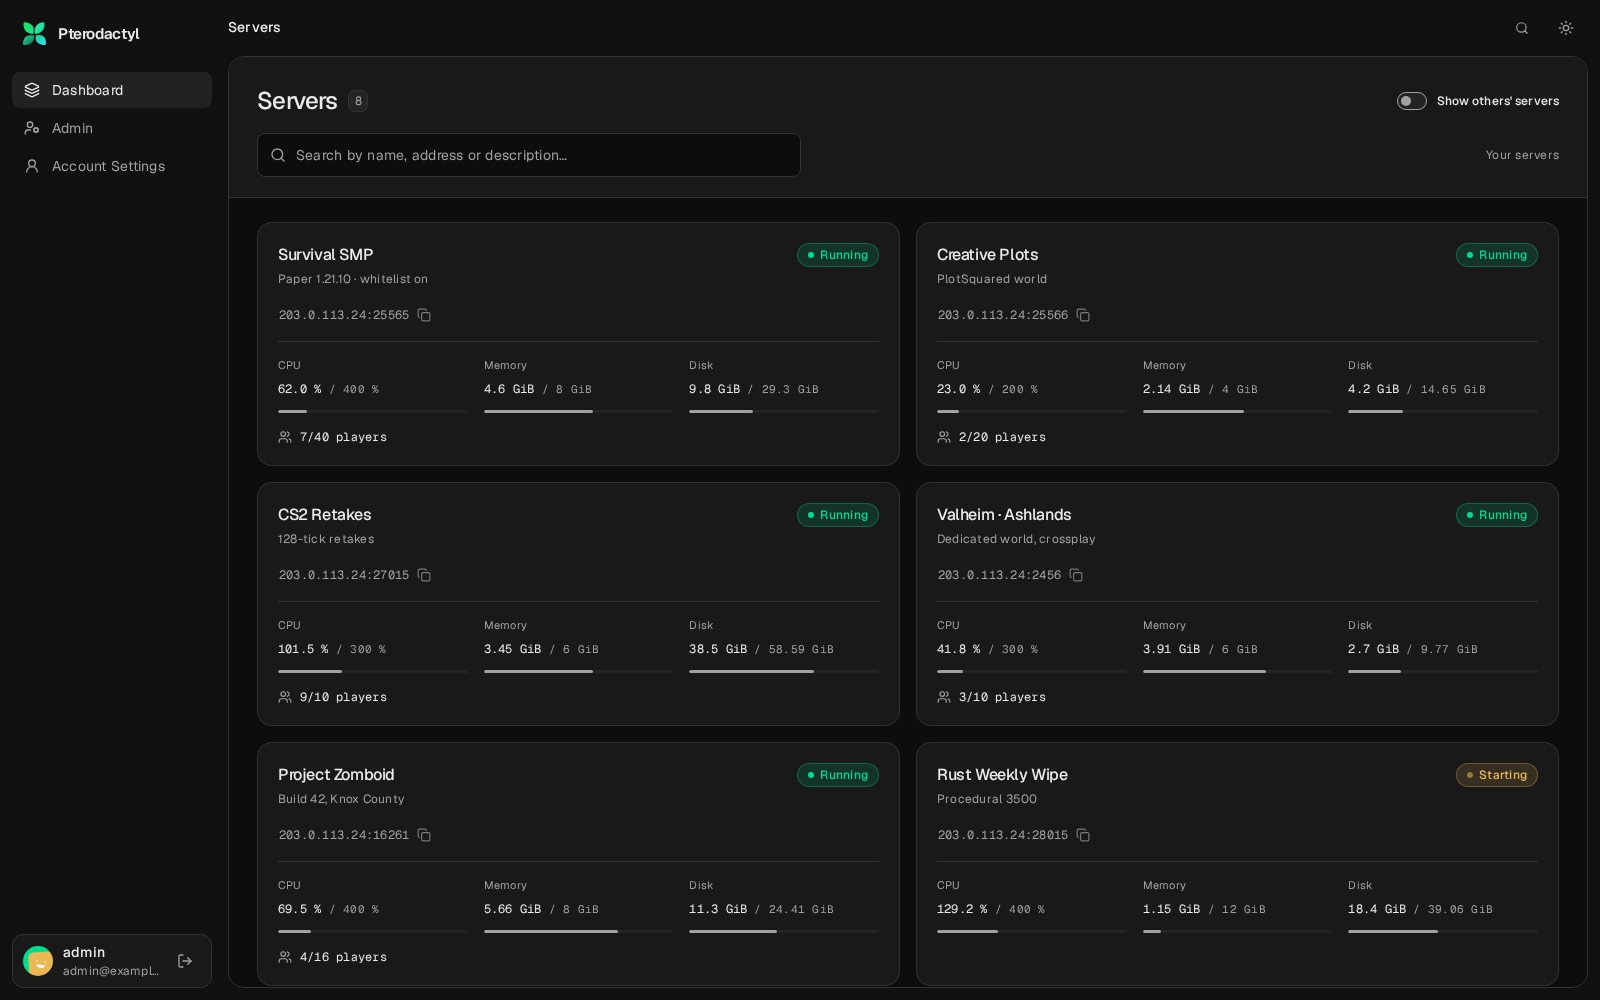 Pterodactyl
Dashboard
Admin
Account Settings
admin
admin@exampl…
Servers
Servers 8
Show others' servers
Search by name, address or description…
Your servers
Survival SMP
Running
Paper 1.21.10 · whitelist on
203.0.113.24:25565
CPU Memory Disk
62.0 % / 400 % 4.6 GiB / 8 GiB 9.8 GiB / 29.3 GiB
7/40 players
Creative Plots
Running
PlotSquared world
203.0.113.24:25566
CPU Memory Disk
23.0 % / 200 % 2.14 GiB / 4 GiB 4.2 GiB / 14.65 GiB
2/20 players
CS2 Retakes
Running
128-tick retakes
203.0.113.24:27015
CPU Memory Disk
101.5 % / 300 % 3.45 GiB / 6 GiB 38.5 GiB / 58.59 GiB
9/10 players
Valheim · Ashlands
Running
Dedicated world, crossplay
203.0.113.24:2456
CPU Memory Disk
41.8 % / 300 % 3.91 GiB / 6 GiB 2.7 GiB / 9.77 GiB
3/10 players
Project Zomboid
Running
Build 42, Knox County
203.0.113.24:16261
CPU Memory Disk
69.5 % / 400 % 5.66 GiB / 8 GiB 11.3 GiB / 24.41 GiB
4/16 players
Rust Weekly Wipe
Starting
Procedural 3500
203.0.113.24:28015
CPU Memory Disk
129.2 % / 400 % 1.15 GiB / 12 GiB 18.4 GiB / 39.06 GiB